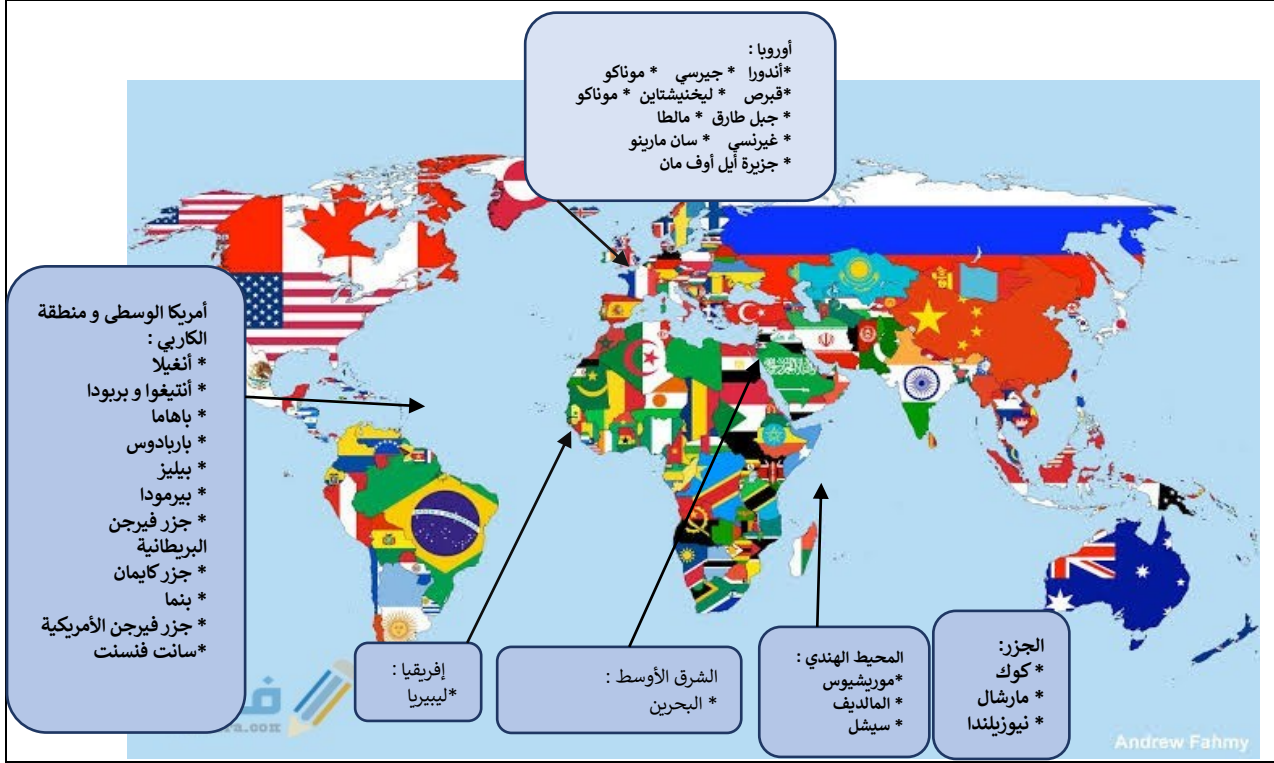 أوروبا :
*أندورا * جيرسي * موناكو
*قبرص * ليخنيشتاين * موناكو
* جبل طارق * مالطا
* غيرنسي * سان مارينو
* جزيرة أيل أوف مان
أمريكا الوسطى و منطقة
الكاريبي :
* أنغيلا
* أنتيغوا و بربودا
* باهاما
* باربادوس
* بيليز
* بيرمودا
* جزر فيرجن
البريطانية
* جزر كايمان
* بنما
* جزر فيرجن الأمريكية
*سانت فنسنت
إفريقيا :
*ليبيريا
الشرق الأوسط :
* البحرين
المحيط الهندي :
*موريشيوس
* المالديف
* سيشل
الجزر:
* كوك
* مارشال
* نيوزيلندا
Andrew Fahmy